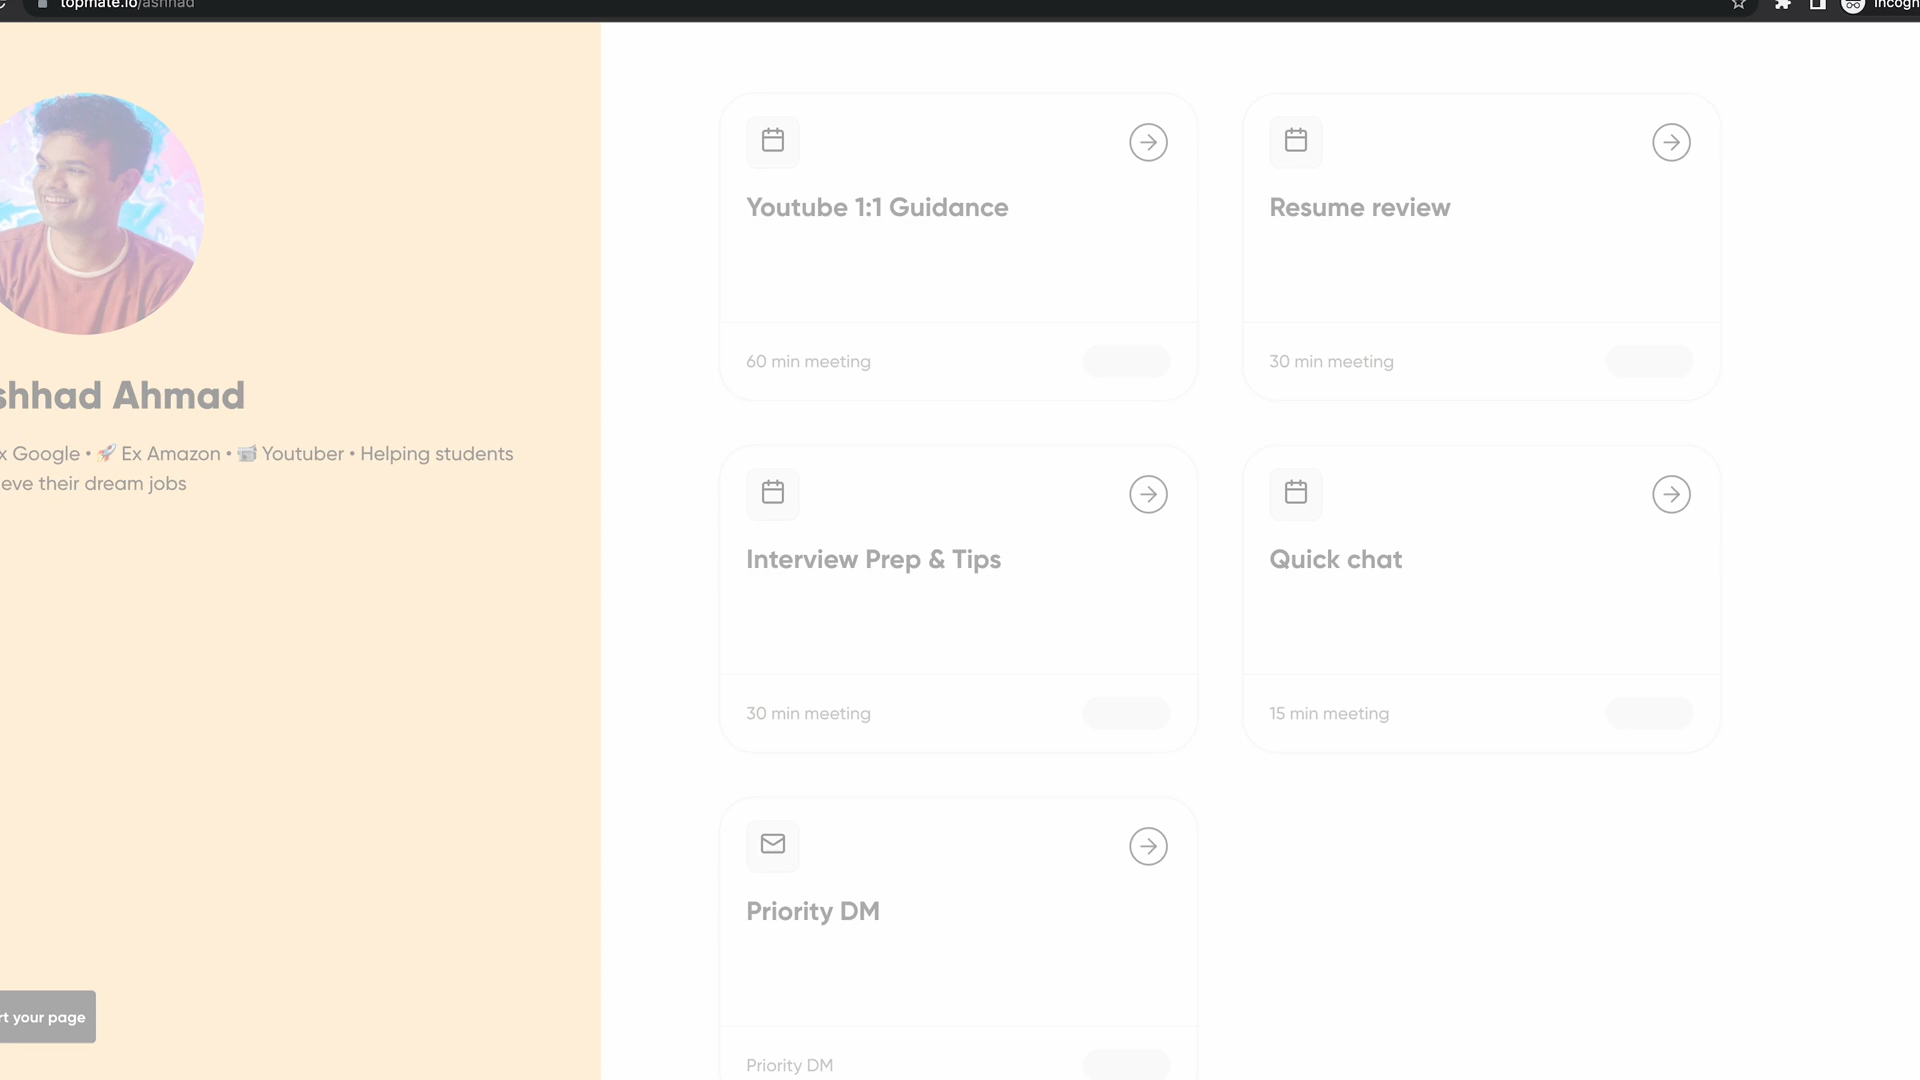 topmate.io/ashhad
Incogn
shhad Ahmad
x Google • 🚀 Ex Amazon • 📹 Youtuber • Helping students
eve their dream jobs
rt your page
Youtube 1:1 Guidance
60 min meeting
Resume review
30 min meeting
Interview Prep & Tips
30 min meeting
Quick chat
15 min meeting
Priority DM
Priority DM